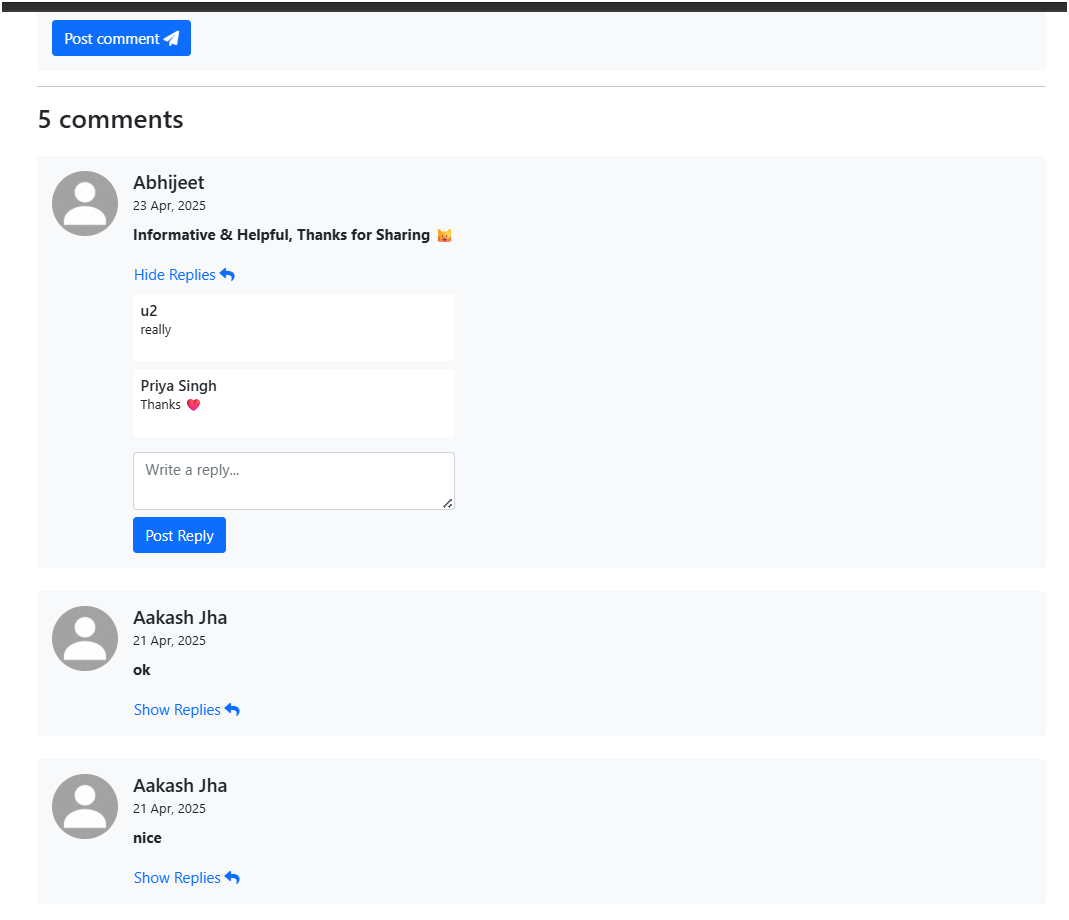 Post comment
5 comments
Abhijeet
23 Apr, 2025
Informative & Helpful, Thanks for Sharing 😸
Hide Replies
u2
really
Priya Singh
Thanks 💓
Write a reply...
Post Reply
Aakash Jha
21 Apr, 2025
ok
Show Replies
Aakash Jha
21 Apr, 2025
nice
Show Replies